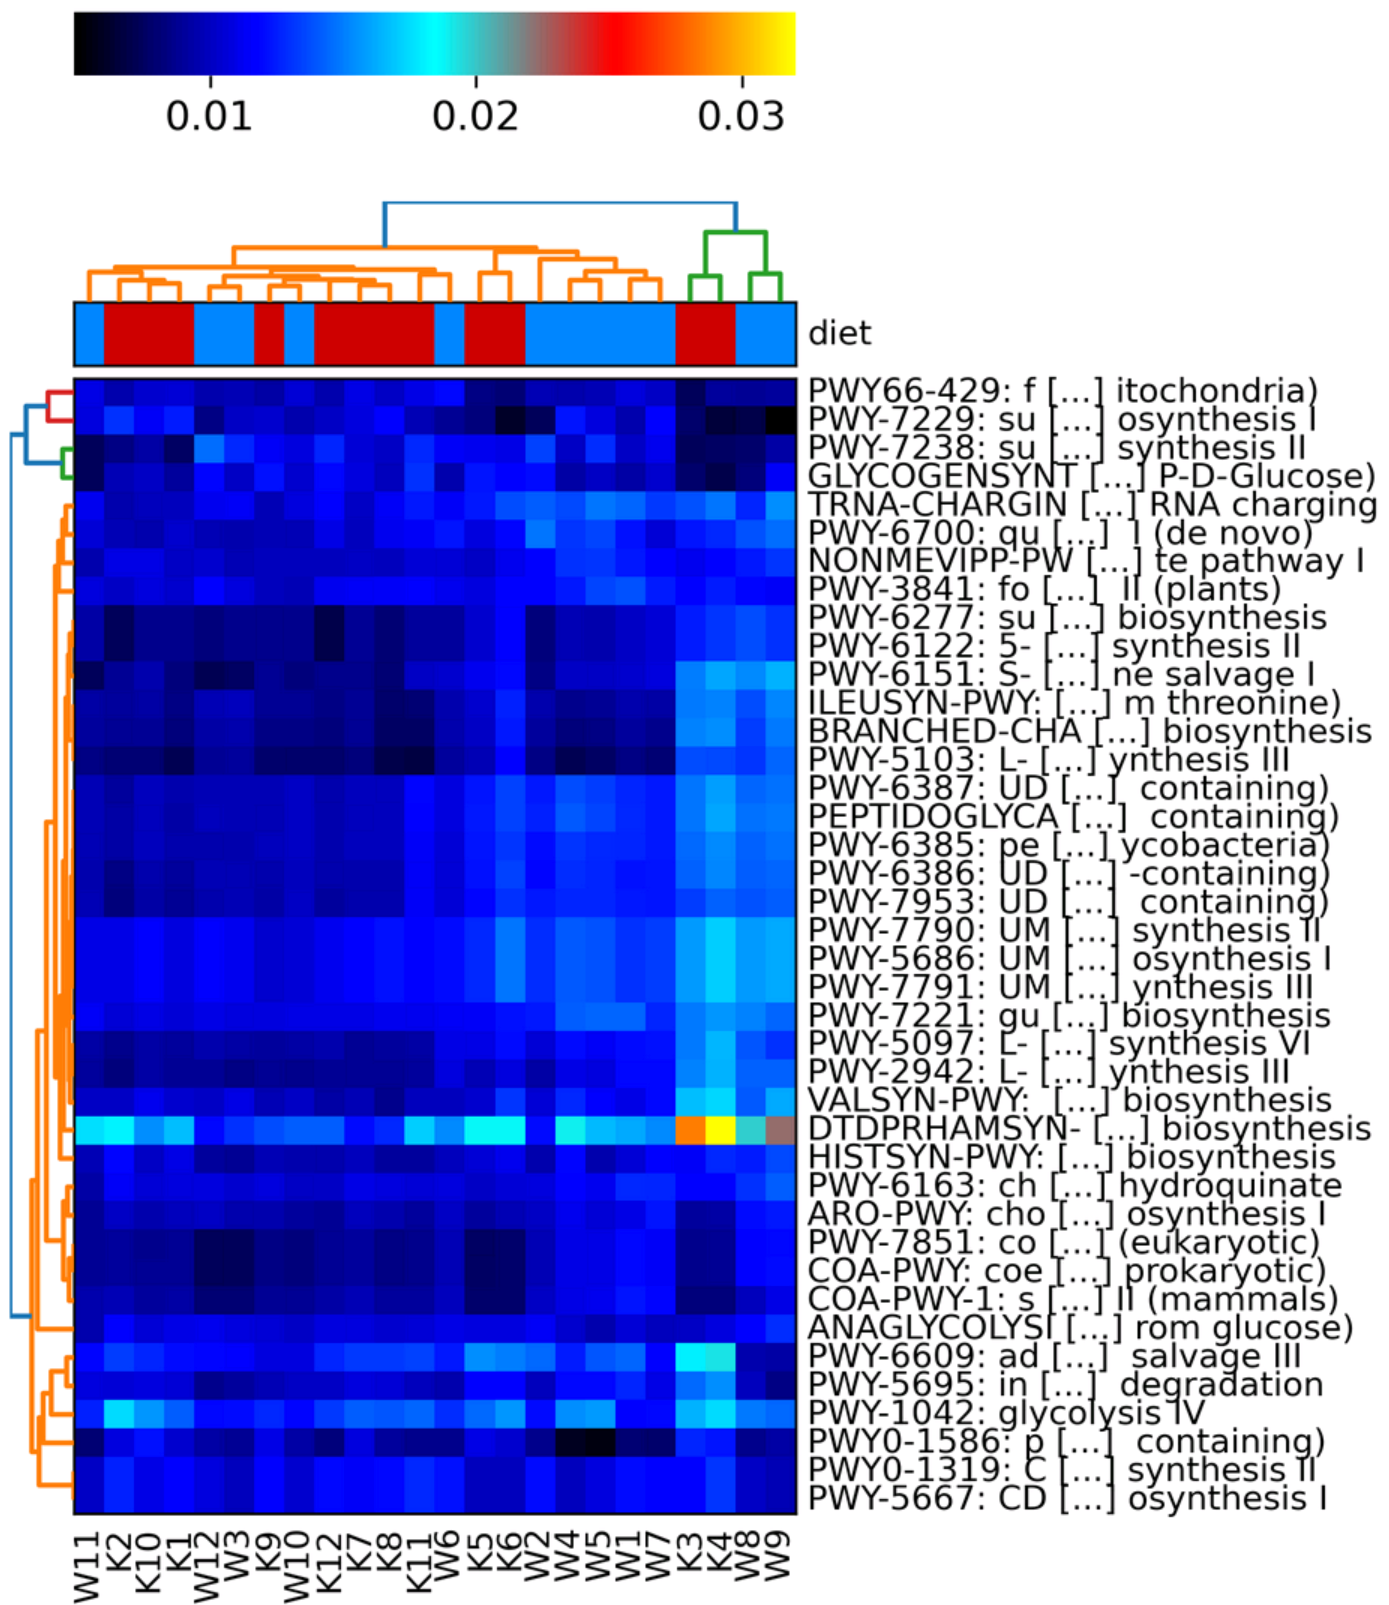 0.01 0.02 0.03
diet
PWY66-429: f [...] itochondria)
PWY-7229: su [...] osynthesis I
PWY-7238: su [...] synthesis II
GLYCOGENSYNT [...] P-D-Glucose)
TRNA-CHARGIN [...] RNA charging
PWY-6700: qu [...] I (de novo)
NONMEVIPP-PW [...] te pathway I
PWY-3841: fo [...] II (plants)
PWY-6277: su [...] biosynthesis
PWY-6122: 5- [...] synthesis II
PWY-6151: S- [...] ne salvage I
ILEUSYN-PWY: [...] m threonine)
BRANCHED-CHA [...] biosynthesis
PWY-5103: L- [...] ynthesis III
PWY-6387: UD [...] containing)
PEPTIDOGLYCA [...] containing)
PWY-6385: pe [...] ycobacteria)
PWY-6386: UD [...] -containing)
PWY-7953: UD [...] containing)
PWY-7790: UM [...] synthesis II
PWY-5686: UM [...] osynthesis I
PWY-7791: UM [...] ynthesis III
PWY-7221: gu [...] biosynthesis
PWY-5097: L- [...] synthesis VI
PWY-2942: L- [...] ynthesis III
VALSYN-PWY: [...] biosynthesis
DTDPRHAMSYN- [...] biosynthesis
HISTSYN-PWY: [...] biosynthesis
PWY-6163: ch [...] hydroquinate
ARO-PWY: cho [...] osynthesis I
PWY-7851: co [...] (eukaryotic)
COA-PWY: coe [...] prokaryotic)
COA-PWY-1: s [...] II (mammals)
ANAGLYCOLYSI [...] rom glucose)
PWY-6609: ad [...] salvage III
PWY-5695: in [...] degradation
PWY-1042: glycolysis IV
PWY0-1586: p [...] containing)
PWY0-1319: C [...] synthesis II
PWY-5667: CD [...] osynthesis I
W11 K2 K10 K1 W12 W3 K9 W10 K12 K7 K8 K11 W6 K5 K6 W2 W4 W5 W1 W7 K3 K4 W8 W9